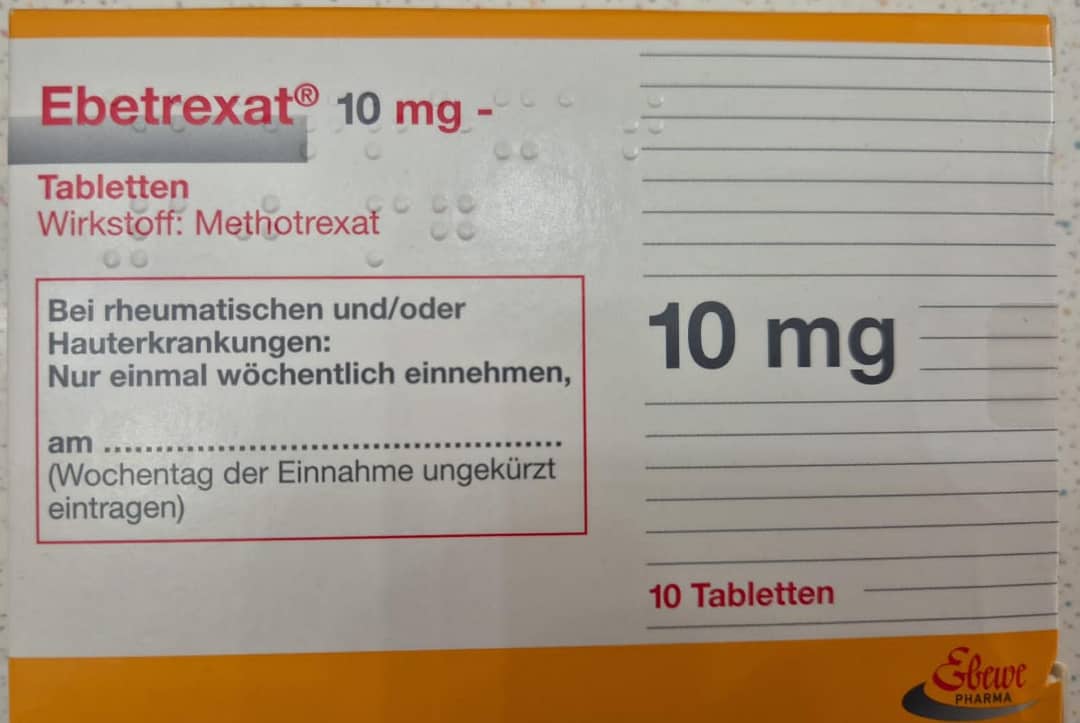 Ebetrexat® 10 mg -
Tabletten
Wirkstoff: Methotrexat
Bei rheumatischen und/oder
Hauterkrankungen:
Nur einmal wöchentlich einnehmen,
am ............................................
(Wochentag der Einnahme ungekürzt
eintragen)
10 mg
10 Tabletten
Ebewe
PHARMA